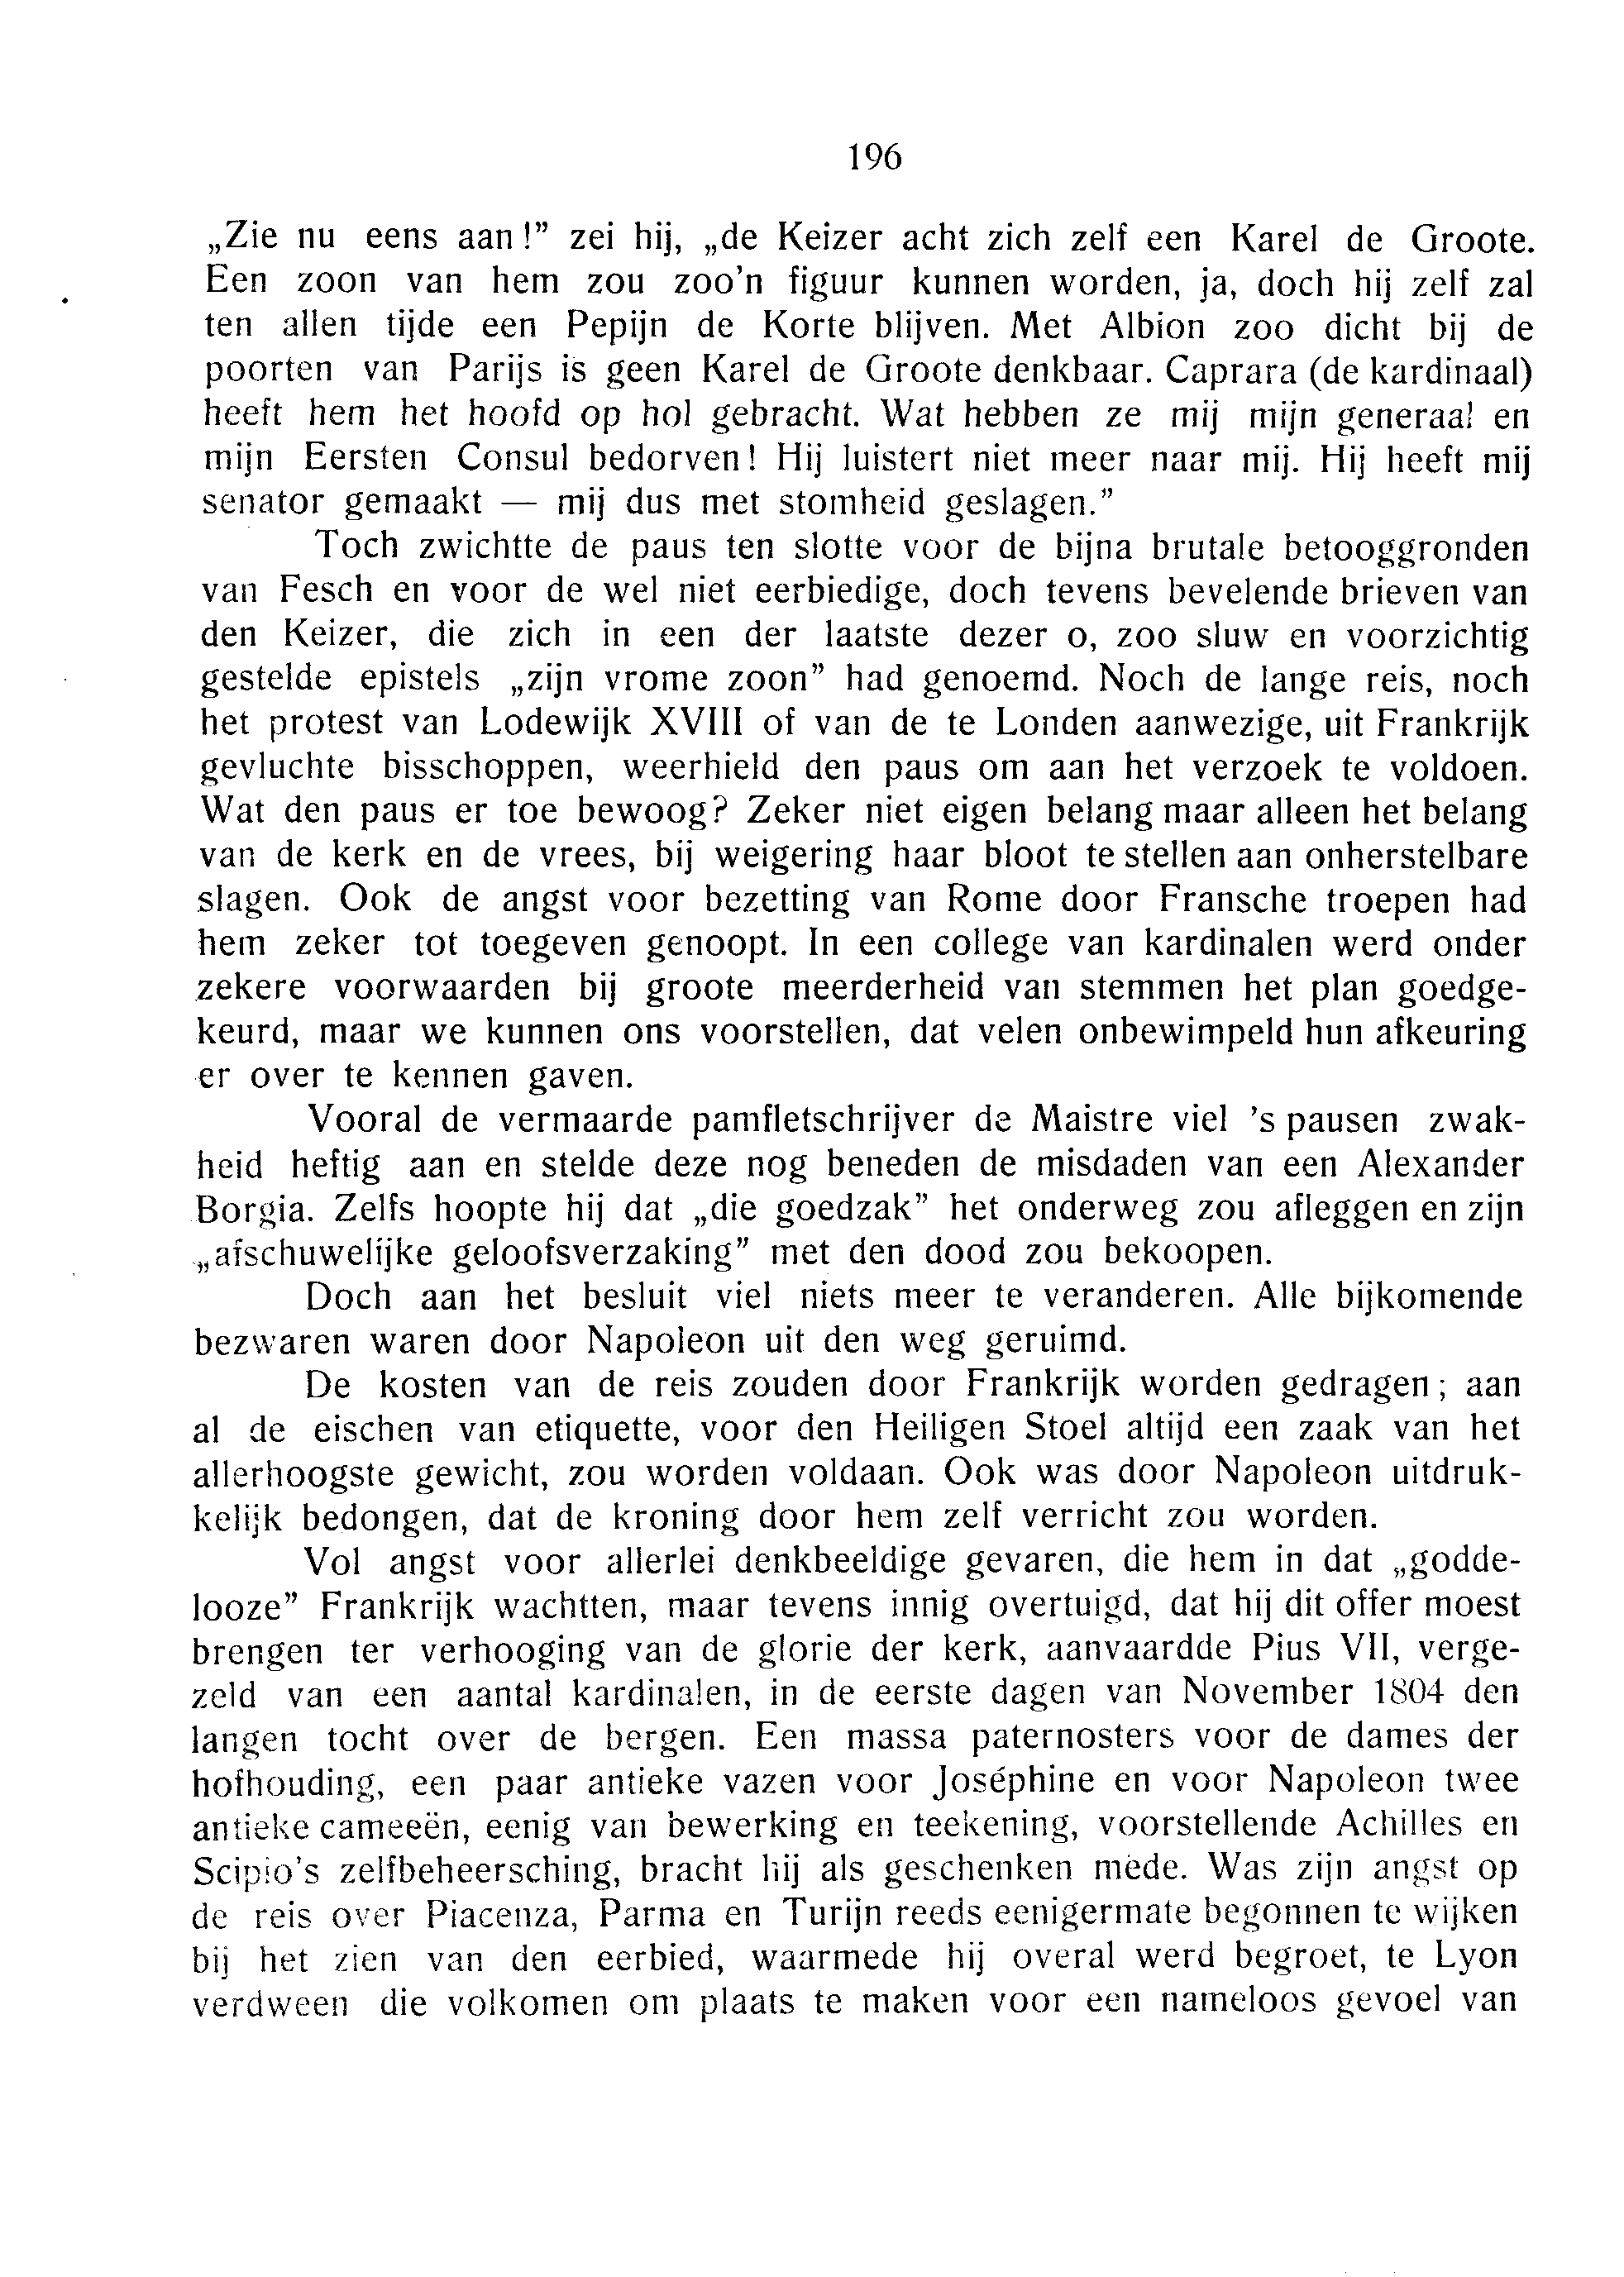 196
„Zie nu eens aan!” zei hij, „de Keizer acht zich zelf een Karel de Groote.
Een zoon van hem zou zoo’n figuur kunnen worden, ja, doch hij zelf zal
ten allen tijde een Pepijn de Korte blijven. Met Albion zoo dicht bij de
poorten van Parijs is geen Karel de Groote denkbaar. Caprara (de kardinaal)
heeft hem het hoofd op hol gebracht. Wat hebben ze mij mijn generaal en
mijn Eersten Consul bedorven! Hij luistert niet meer naar mij. Hij heeft mij
senator gemaakt — mij dus met stomheid geslagen.”
Toch zwichtte de paus ten slotte voor de bijna brutale betooggronden
van Fesch en voor de wel niet eerbiedige, doch tevens bevelende brieven van
den Keizer, die zich in een der laatste dezer o, zoo sluw en voorzichtig
gestelde epistels „zijn vrome zoon” had genoemd. Noch de lange reis, noch
het protest van Lodewijk XVIII of van de te Londen aanwezige, uit Frankrijk
gevluchte bisschoppen, weerhield den paus om aan het verzoek te voldoen.
Wat den paus er toe bewoog? Zeker niet eigen belang maar alleen het belang
van de kerk en de vrees, bij weigering haar bloot te stellen aan onherstelbare
slagen. Ook de angst voor bezetting van Rome door Fransche troepen had
hem zeker tot toegeven genoopt. In een college van kardinalen werd onder
zekere voorwaarden bij groote meerderheid van stemmen het plan goedge-
keurd, maar we kunnen ons voorstellen, dat velen onbewimpeld hun afkeuring
er over te kennen gaven.
Vooral de vermaarde pamfletschrijver de Maistre viel ’s pausen zwak-
heid heftig aan en stelde deze nog beneden de misdaden van een Alexander
Borgia. Zelfs hoopte hij dat „die goedzak” het onderweg zou afleggen en zijn
„afschuwelijke geloofsverzaking” met den dood zou bekoopen.
Doch aan het besluit viel niets meer te veranderen. Alle bijkomende
bezwaren waren door Napoleon uit den weg geruimd.
De kosten van de reis zouden door Frankrijk worden gedragen; aan
al de eischen van etiquette, voor den Heiligen Stoel altijd een zaak van het
allerhoogste gewicht, zou worden voldaan. Ook was door Napoleon uitdruk-
kelijk bedongen, dat de kroning door hem zelf verricht zou worden.
Vol angst voor allerlei denkbeeldige gevaren, die hem in dat „godde-
looze” Frankrijk wachtten, maar tevens innig overtuigd, dat hij dit offer moest
brengen ter verhooging van de glorie der kerk, aanvaardde Pius VII, verge-
zeld van een aantal kardinalen, in de eerste dagen van November 1804 den
langen tocht over de bergen. Een massa paternosters voor de dames der
hofhouding, een paar antieke vazen voor Joséphine en voor Napoleon twee
antieke cameeën, eenig van bewerking en teekening, voorstellende Achilles en
Scipio’s zelfbeheersching, bracht hij als geschenken mede. Was zijn angst op
de reis over Piacenza, Parma en Turijn reeds eenigermate begonnen te wijken
bij het zien van den eerbied, waarmede hij overal werd begroet, te Lyon
verdween die volkomen om plaats te maken voor een nameloos gevoel van